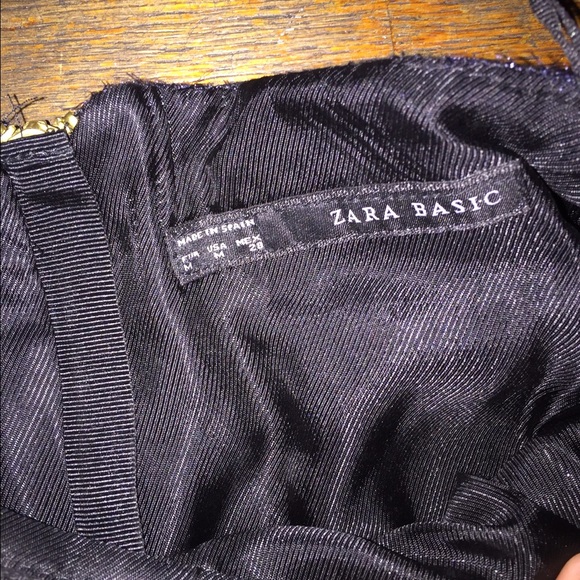 ZARA BASIC
MADE IN SPAIN
EUR USA MEX
M M 28